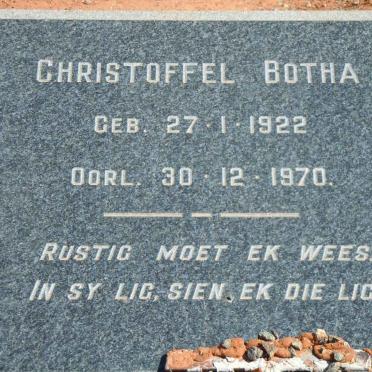 CHRISTOFFEL BOTHA
GEB. 27·1·1922
OORL. 30·12·1970.
RUSTIG MOET EK WEES.
IN SY LIG, SIEN EK DIE LIG